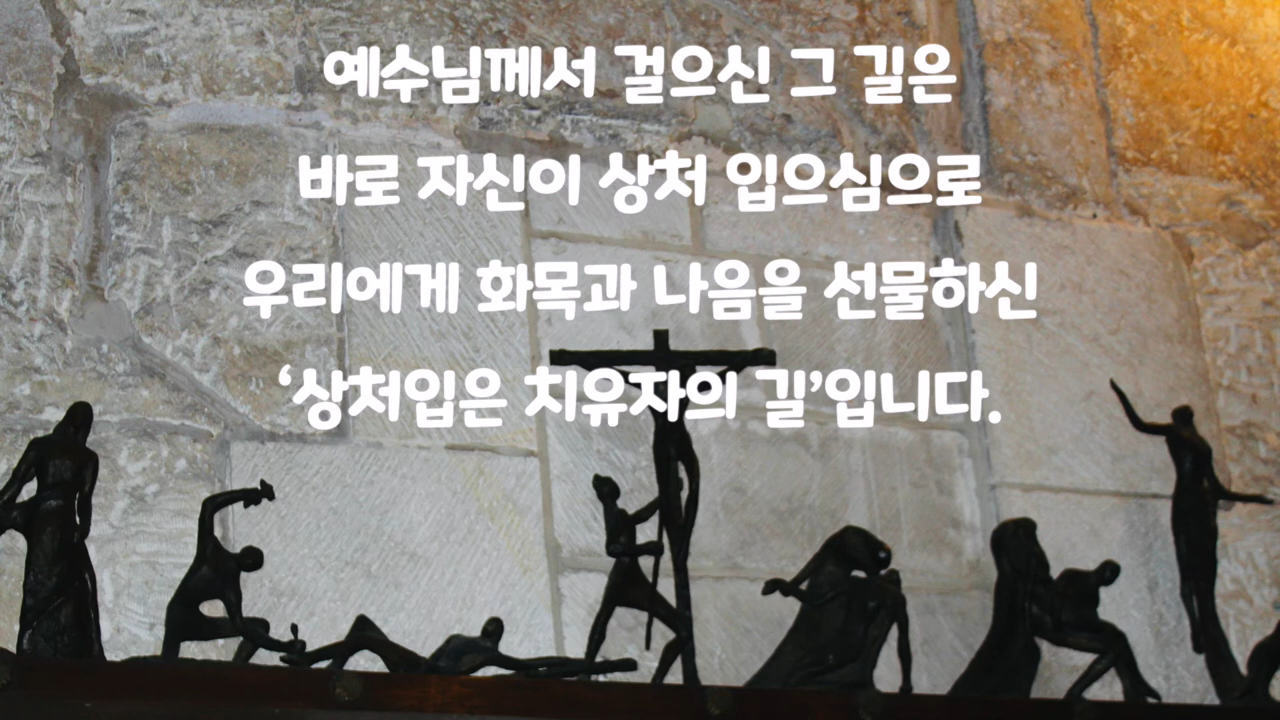 예수님께서 걸으신 그 길은
바로 자신이 상처 입으심으로
우리에게 화목과 나음을 선물하신
‘상처입은 치유자의 길’입니다.